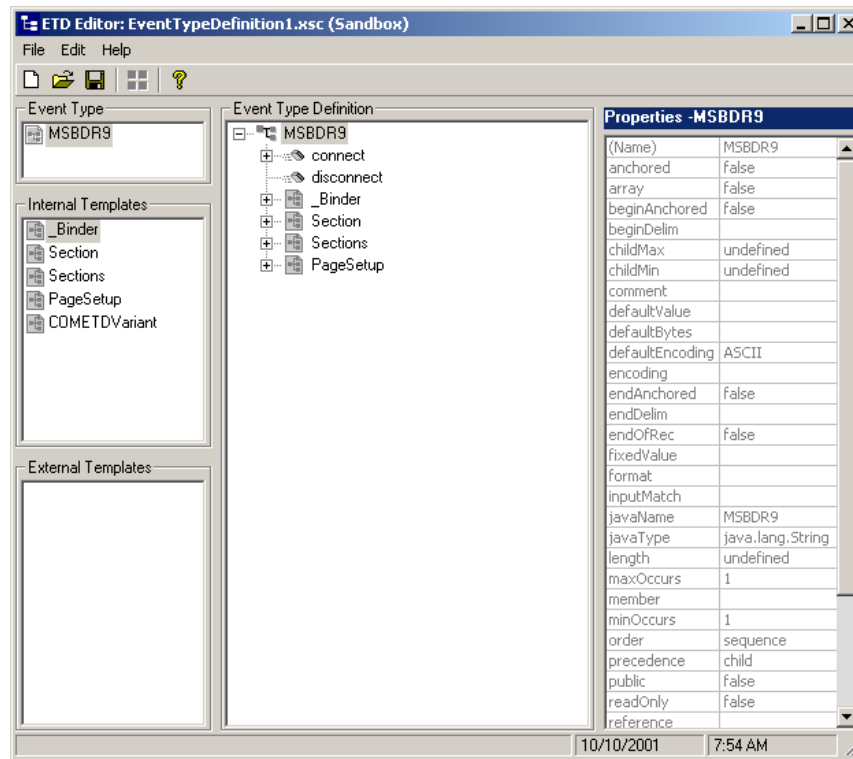 ETD Editor: EventTypeDefinition1.xsc (Sandbox)
File Edit Help
Event Type
MSBDR9
Internal Templates
_Binder
Section
Sections
PageSetup
COMETDVariant
External Templates
Event Type Definition
MSBDR9
connect
disconnect
_Binder
Section
Sections
PageSetup
Properties -MSBDR9
(Name) MSBDR9
anchored false
array false
beginAnchored false
beginDelim
childMax undefined
childMin undefined
comment
defaultValue
defaultBytes
defaultEncoding ASCII
encoding
endAnchored false
endDelim
endOfRec false
fixedValue
format
inputMatch
javaName MSBDR9
javaType java.lang.String
length undefined
maxOccurs 1
member
minOccurs 1
order sequence
precedence child
public false
readOnly false
reference
10/10/2001 7:54 AM